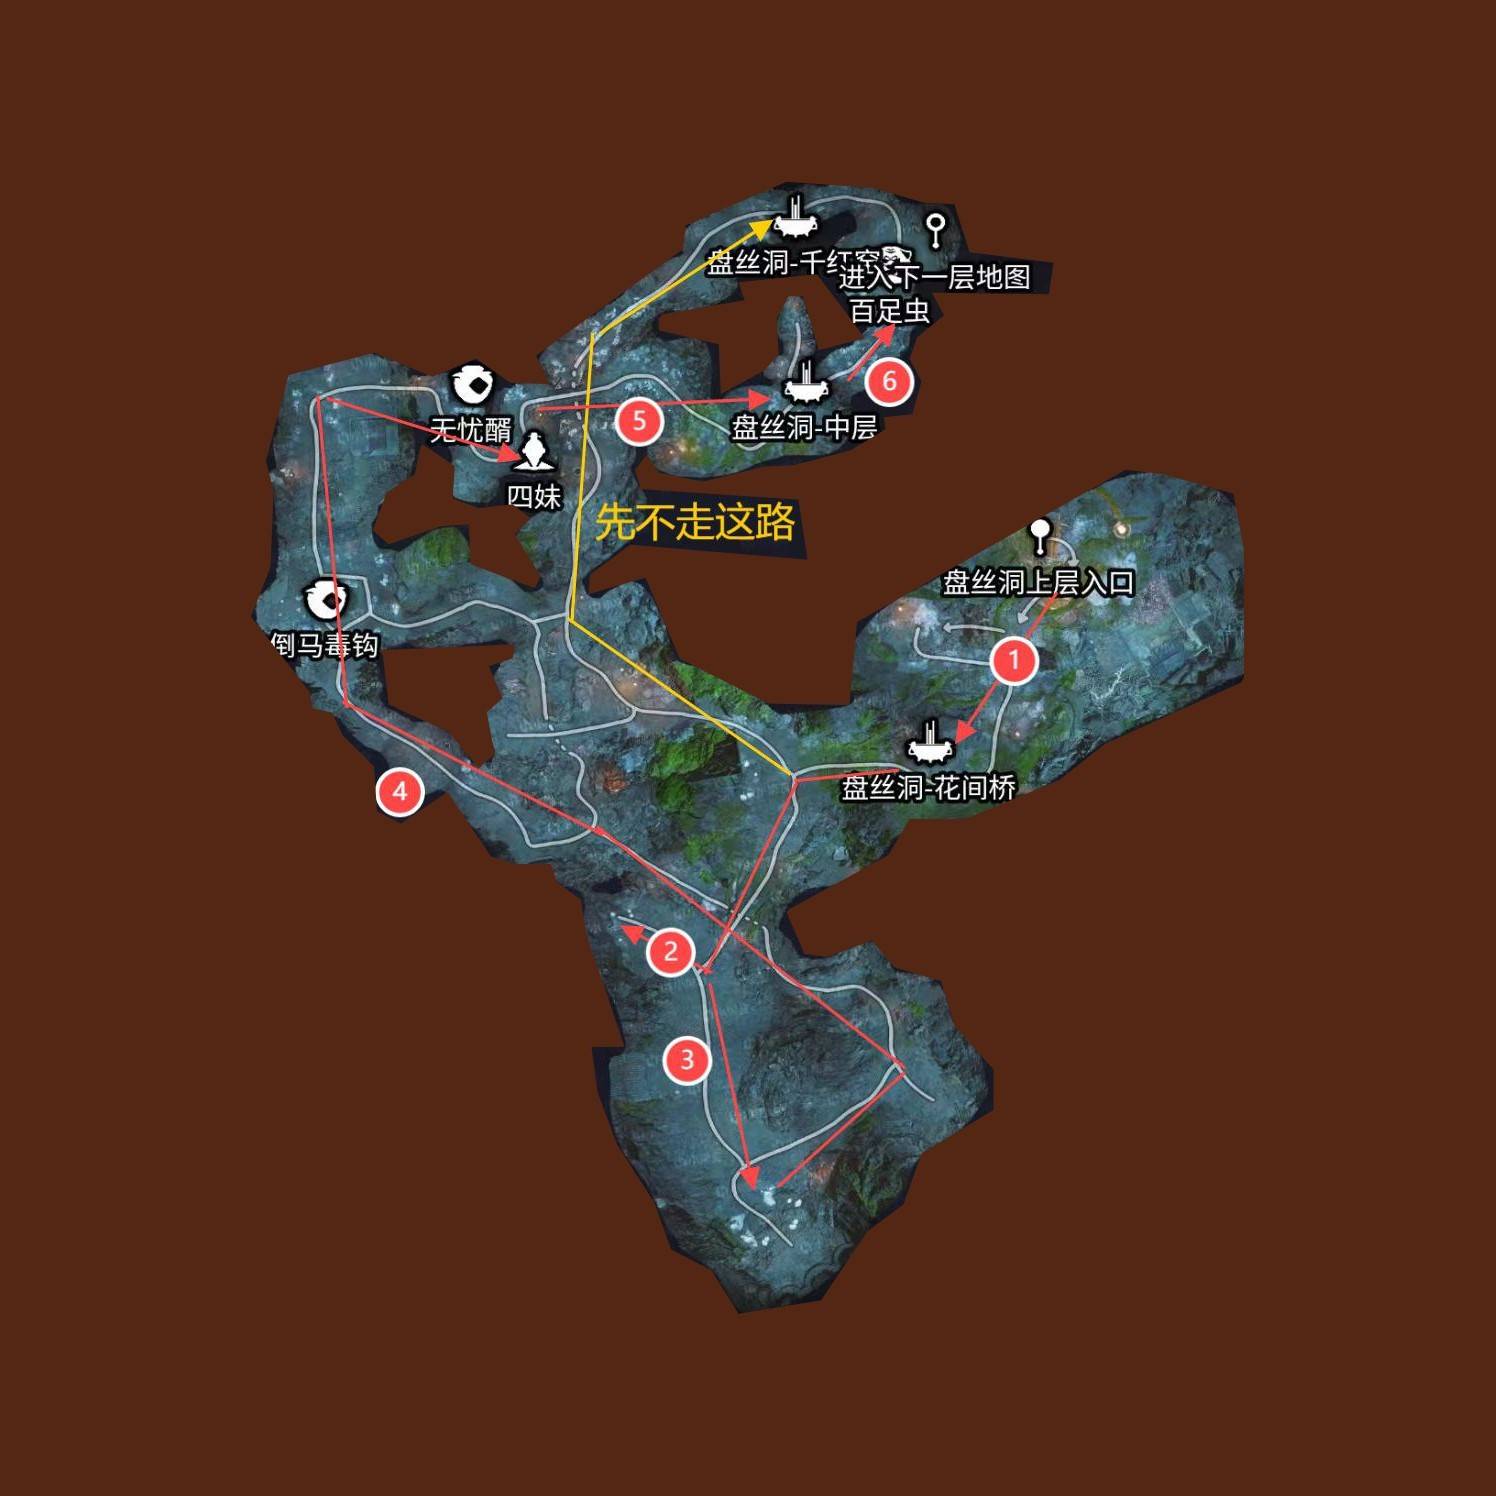 盘丝洞-千红窟
进入下一层地图
百足虫
6
无忧醑
5
盘丝洞-中层
四妹
先不走这路
盘丝洞上层入口
倒马毒钩
1
盘丝洞-花间桥
4
2
3